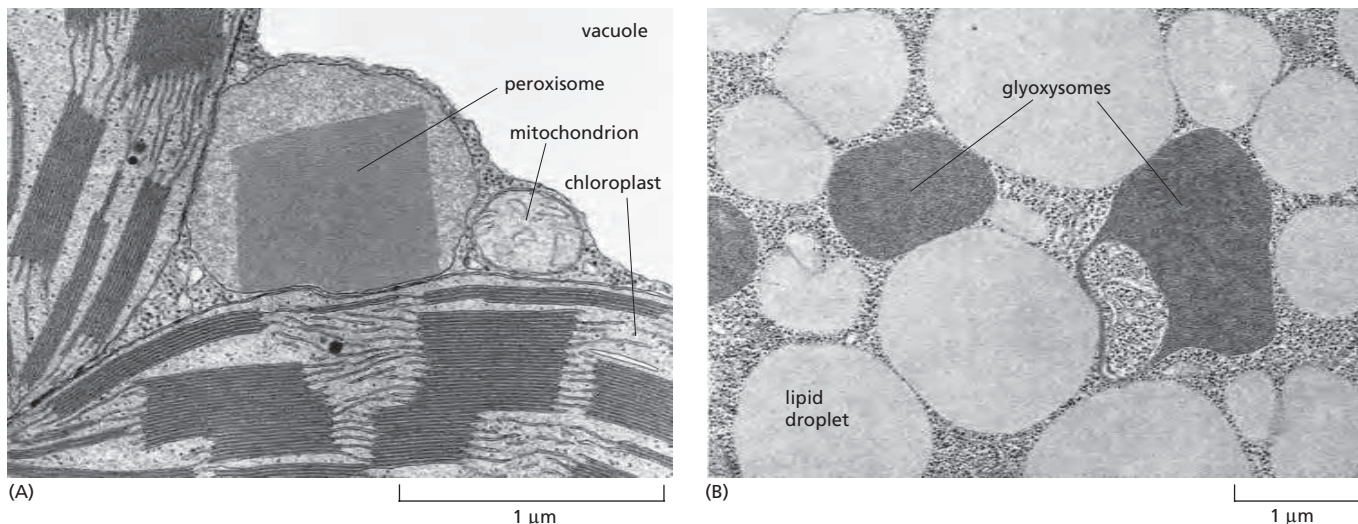 vacuole
peroxisome
mitochondrion
chloroplast
(A)
1 μm
glyoxysomes
lipid
droplet
(B)
1 μm